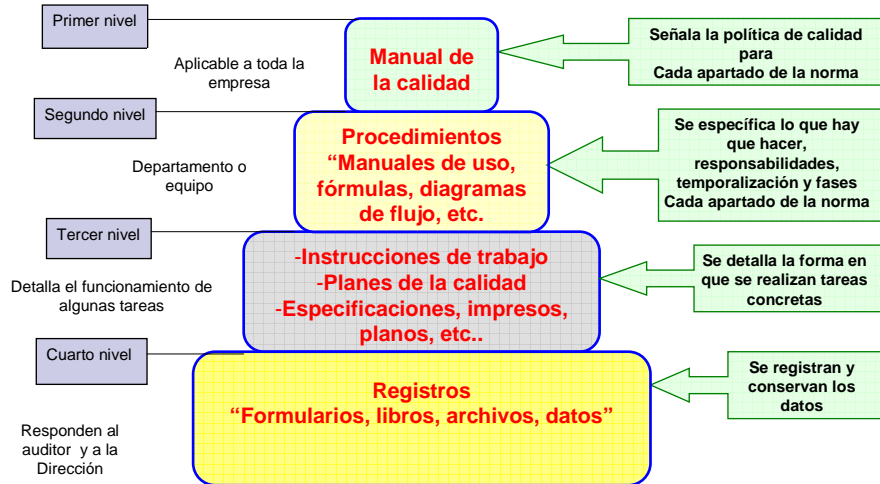 Primer nivel
Aplicable a toda la
empresa
Manual de
la calidad
Señala la política de calidad
para
Cada apartado de la norma
Segundo nivel
Departamento o
equipo
Procedimientos
“Manuales de uso,
fórmulas, diagramas
de flujo, etc.
Se específica lo que hay
que hacer,
responsabilidades,
temporalización y fases
Cada apartado de la norma
Tercer nivel
Detalla el funcionamiento de
algunas tareas
-Instrucciones de trabajo
-Planes de la calidad
-Especificaciones, impresos,
planos, etc..
Se detalla la forma en
que se realizan tareas
concretas
Cuarto nivel
Responden al
auditor y a la
Dirección
Registros
“Formularios, libros, archivos, datos”
Se registran y
conservan los
datos